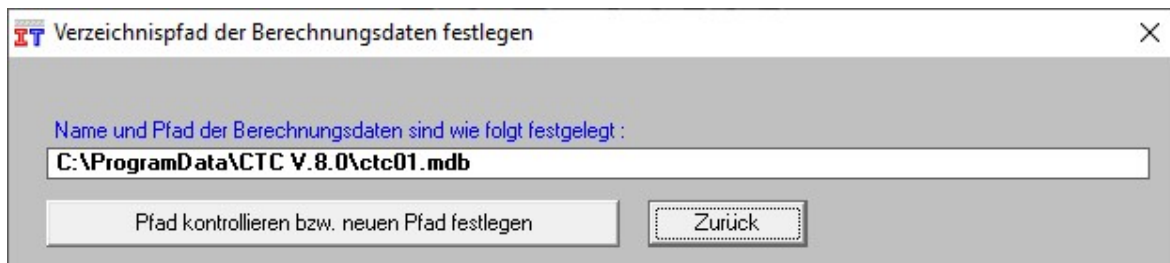 IT Verzeichnispfad der Berechnungsdaten festlegen
Name und Pfad der Berechnungsdaten sind wie folgt festgelegt :
C:\ProgramData\CTC V.8.0\ctc01.mdb
Pfad kontrollieren bzw. neuen Pfad festlegen Zurück